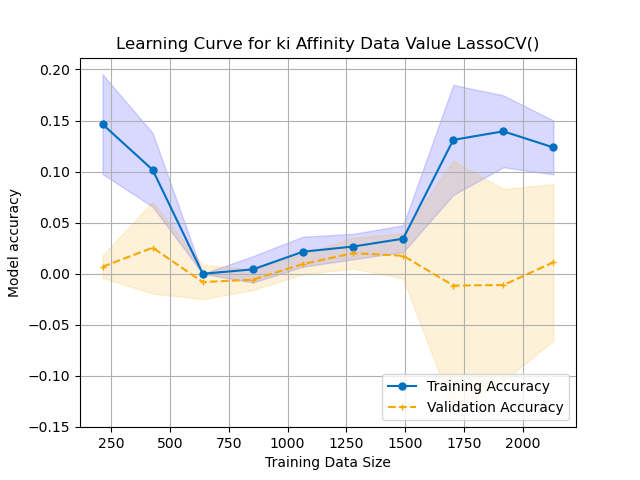 Learning Curve for ki Affinity Data Value LassoCV()
0.20
0.15
0.10
0.05
0.00
−0.05
−0.10
−0.15
Model accuracy
250 500 750 1000 1250 1500 1750 2000
Training Data Size
Training Accuracy
Validation Accuracy